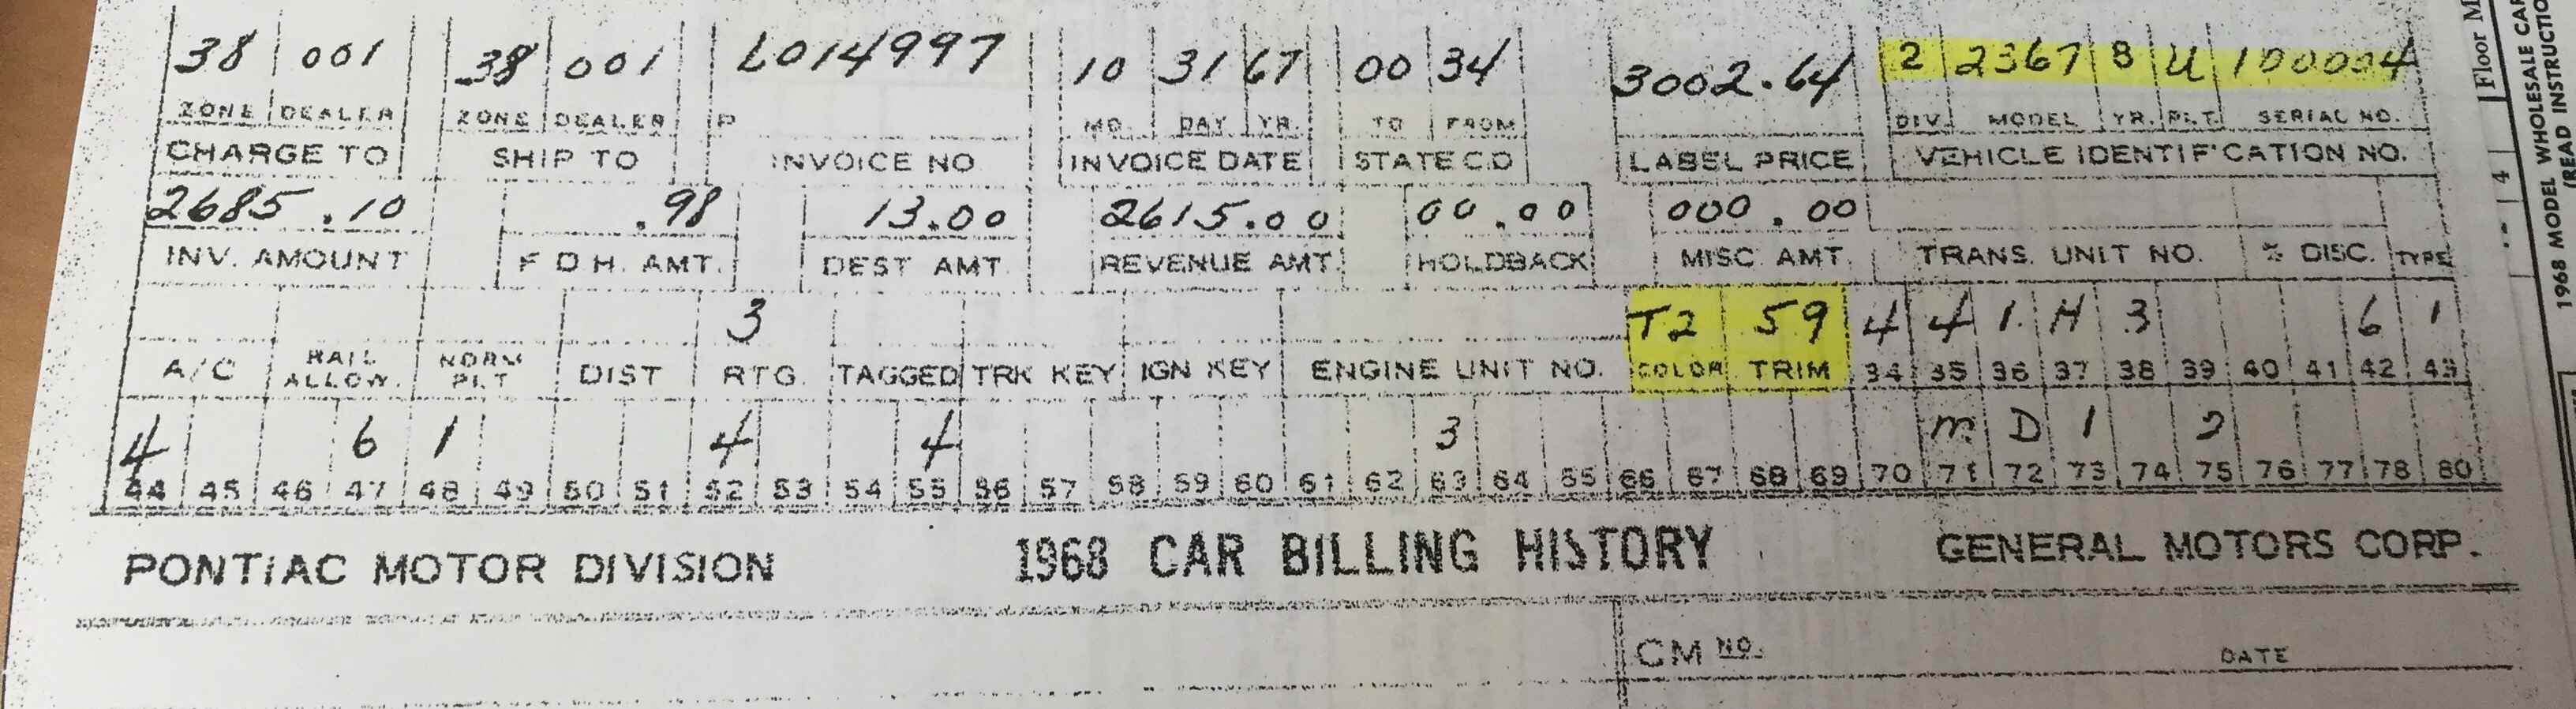 38 001 38 001 L014997 10 31 67 00 34 3002.64 2 2367 8 U 100004
ZONE DEALER ZONE DEALER P MO. DAY YR. TO FROM DIV. MODEL YR. PLT. SERIAL NO.
CHARGE TO SHIP TO INVOICE NO INVOICE DATE STATE CD LABEL PRICE VEHICLE IDENTIF'CATION NO.
2685.10 .98 13.00 2615.00 00.00 000.00
INV. AMOUNT F D H. AMT. DEST AMT. REVENUE AMT. HOLDBACK MISC AMT. TRANS. UNIT NO. % DISC. TYPE
3 T2 59 4 4 1. H 3 6 1
A/C RAIL ALLOW. NORM PLT DIST RTG. TAGGED TRK KEY IGN KEY ENGINE UNIT NO. COLOR TRIM 34 35 36 37 38 39 40 41 42 43
4 6 1 4 4 3 m D 1 2
44 45 46 47 48 49 50 51 52 53 54 55 56 57 58 59 60 61 62 63 64 65 66 67 68 69 70 71 72 73 74 75 76 77 78 80
PONTIAC MOTOR DIVISION 1968 CAR BILLING HISTORY GENERAL MOTORS CORP.
CM NO. DATE
Floor M
4
1968 MODEL WHOLESALE CAR
(READ INSTRUCTIO